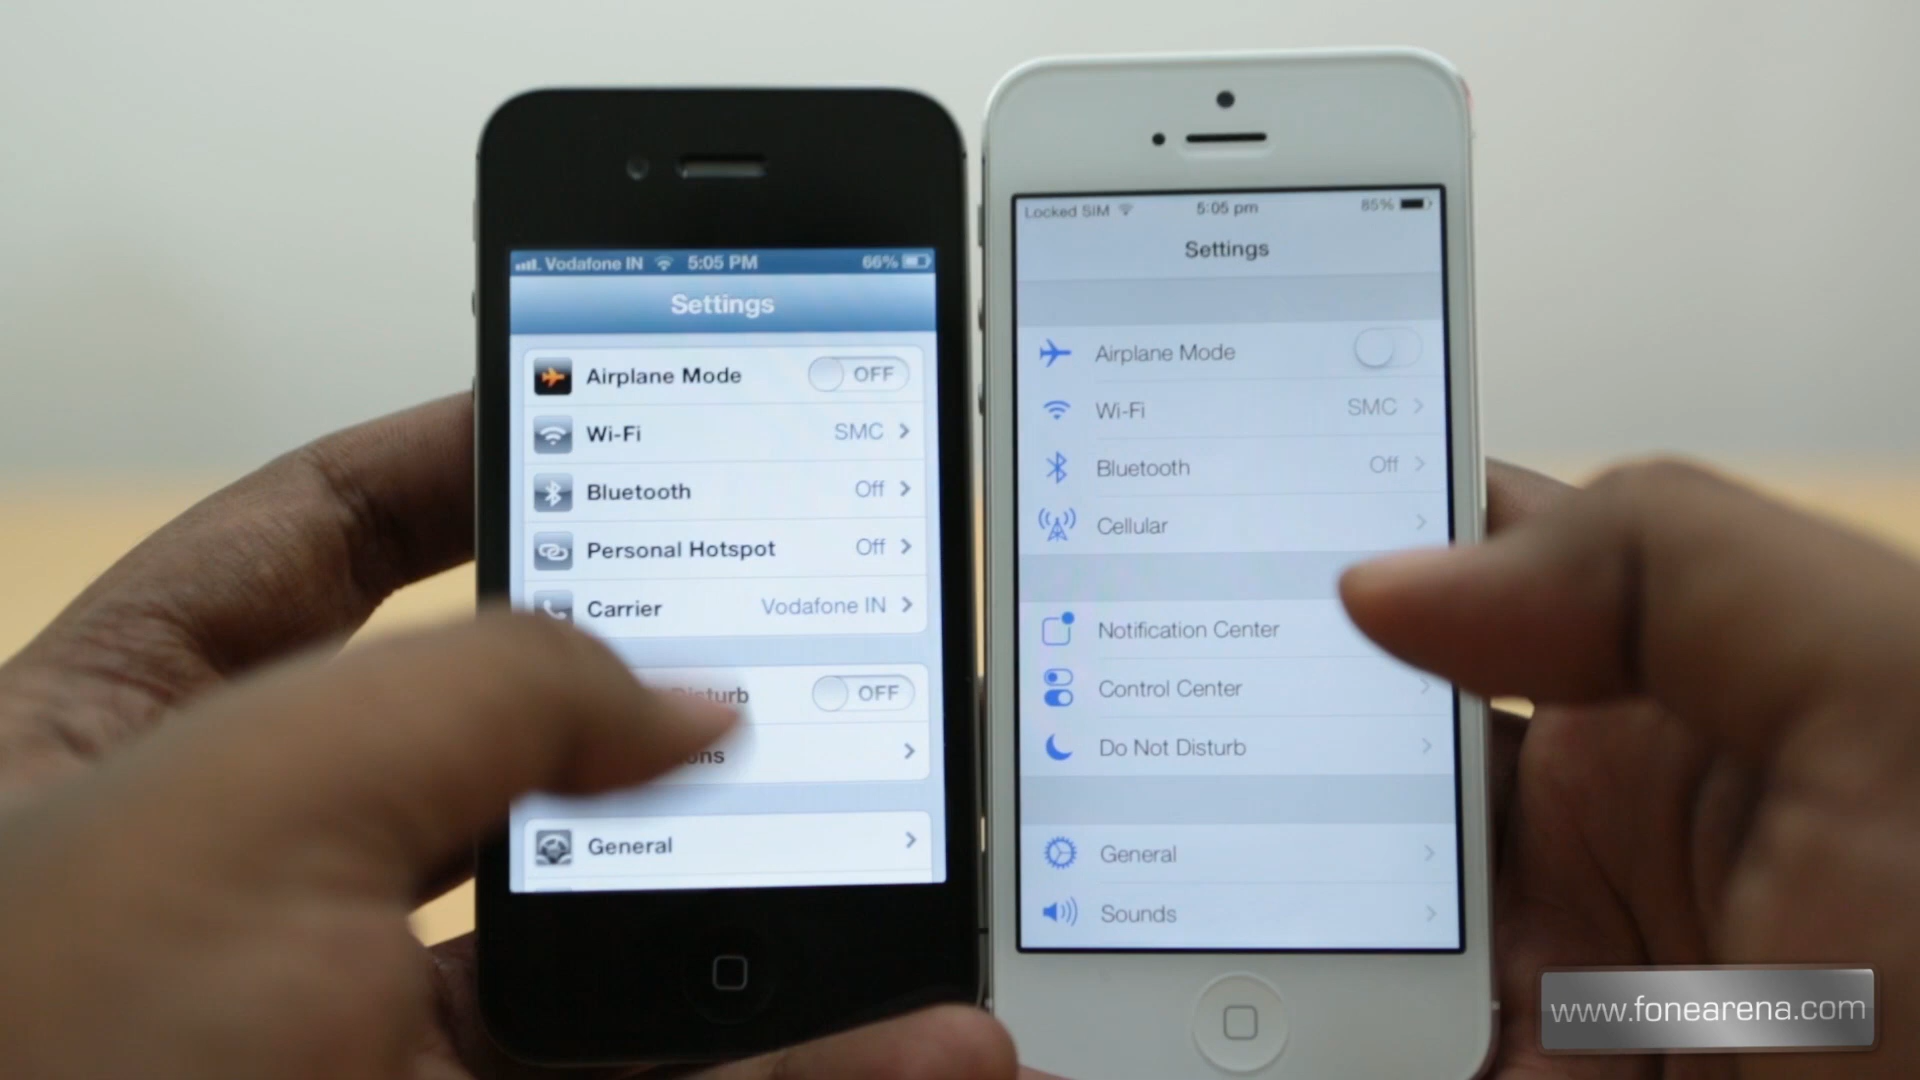 Vodafone IN 5:05 PM 66%
Settings
Airplane Mode OFF
Wi-Fi SMC
Bluetooth Off
Personal Hotspot Off
Carrier Vodafone IN
Disturb OFF
ons
General
Locked SIM 5:05 pm 85%
Settings
Airplane Mode
Wi-Fi SMC
Bluetooth Off
Cellular
Notification Center
Control Center
Do Not Disturb
General
Sounds
www.fonearena.com